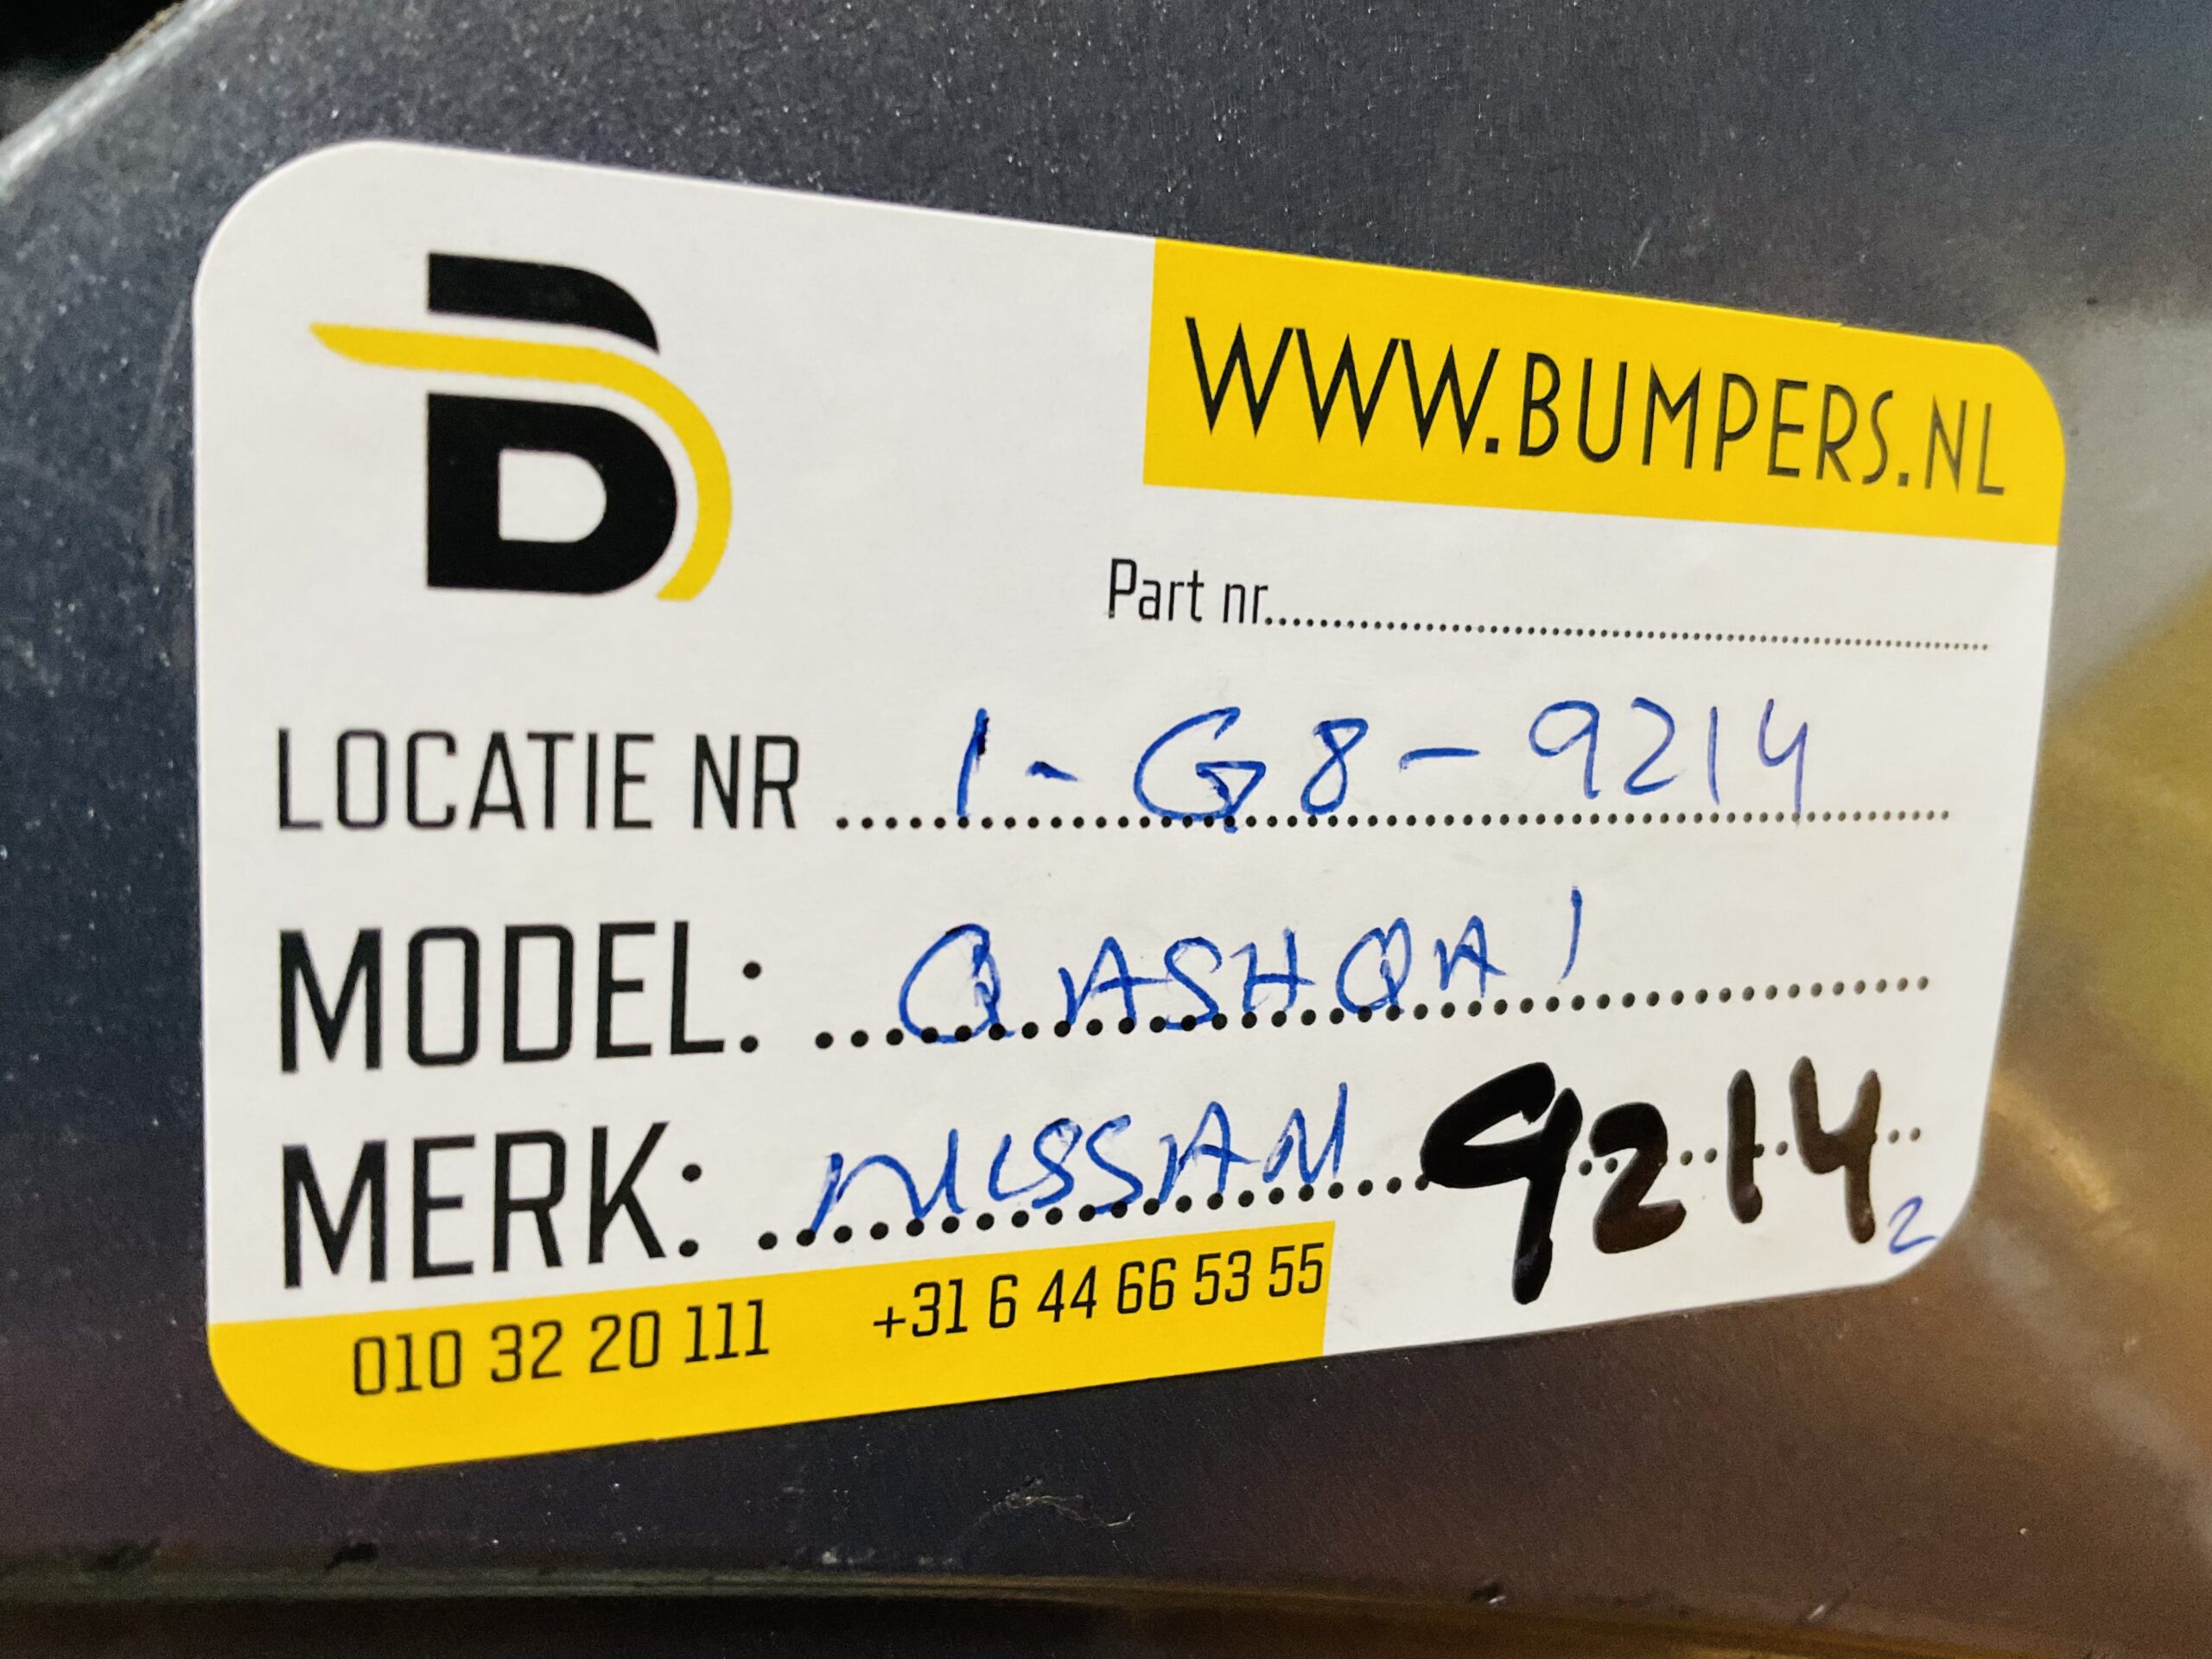 B
WWW.BUMPERS.NL
Part nr......................................................
LOCATIE NR ....1-G8-9214....
MODEL: ...QASHQAI....
MERK: ...NISSAN...9214 2
010 32 20 111 +31 6 44 66 53 55